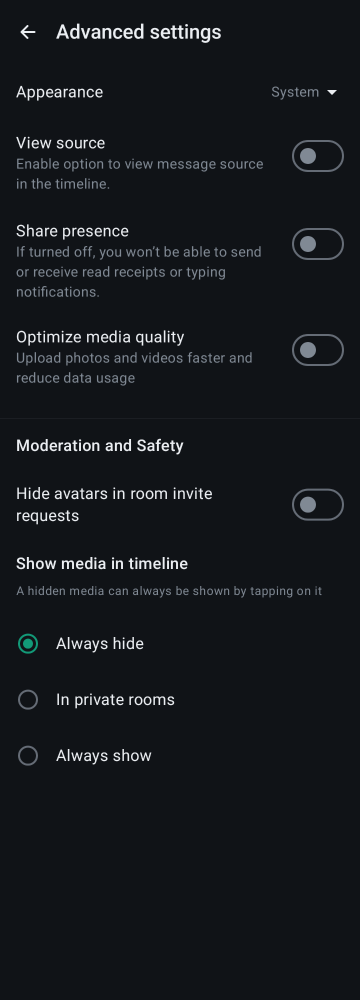 Advanced settings
Appearance
System
View source
Enable option to view message source
in the timeline.
Share presence
If turned off, you won’t be able to send
or receive read receipts or typing
notifications.
Optimize media quality
Upload photos and videos faster and
reduce data usage
Moderation and Safety
Hide avatars in room invite
requests
Show media in timeline
A hidden media can always be shown by tapping on it
Always hide
In private rooms
Always show